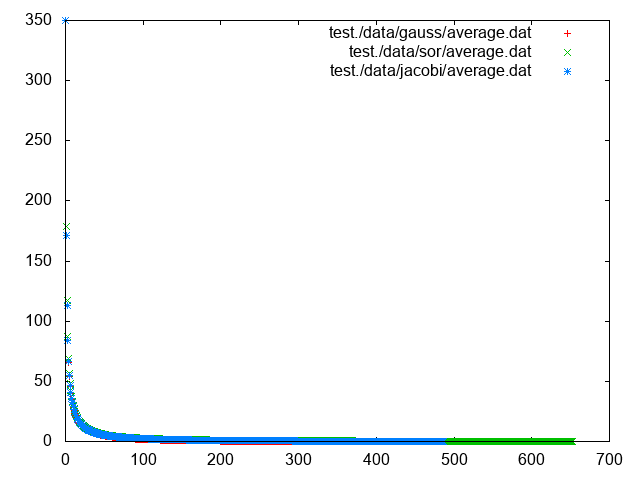 350
300
250
200
150
100
50
0
0 100 200 300 400 500 600 700
test./data/gauss/average.dat
test./data/sor/average.dat
test./data/jacobi/average.dat